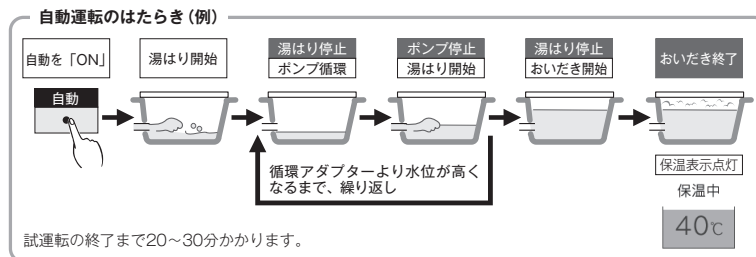 自動運転のはたらき（例）
自動を「ON」
自動
湯はり開始
湯はり停止
ポンプ循環
ポンプ停止
湯はり開始
循環アダプターより水位が高く
なるまで、繰り返し
湯はり停止
おいだき開始
おいだき終了
保温表示点灯
保温中
40℃
試運転の終了まで20～30分かかります。